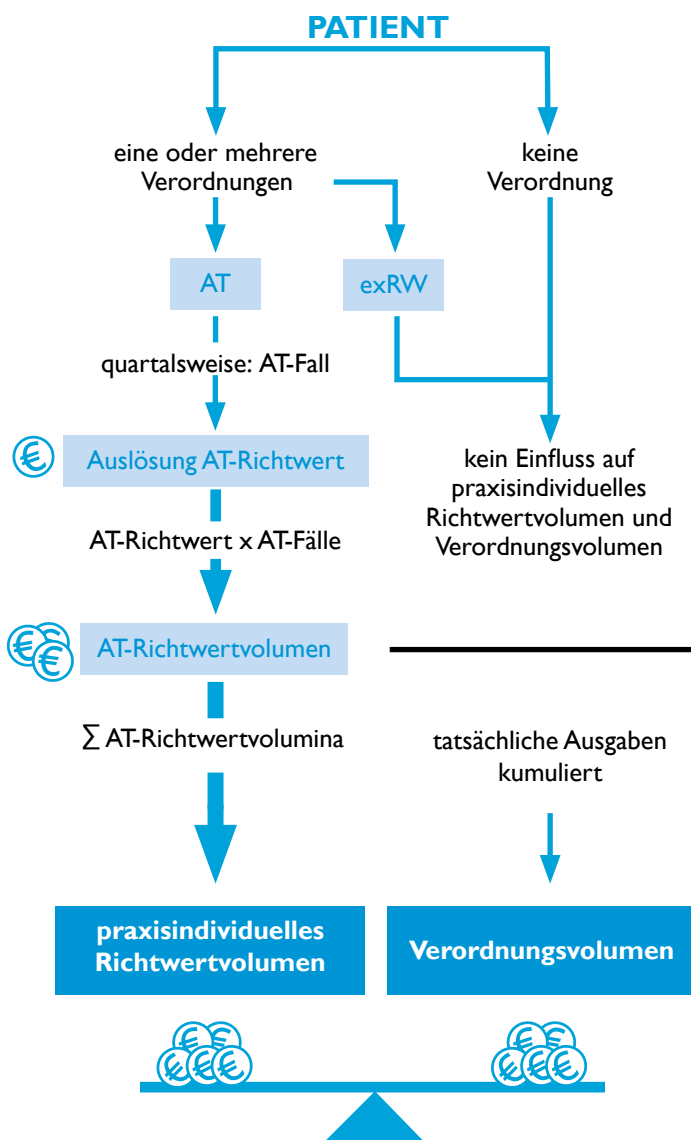 PATIENT
eine oder mehrere
Verordnungen
keine
Verordnung
AT
exRW
quartalsweise: AT-Fall
€
Auslösung AT-Richtwert
kein Einfluss auf
praxisindividuelles
Richtwertvolumen und
Verordnungsvolumen
AT-Richtwert x AT-Fälle
€€€
AT-Richtwertvolumen
∑ AT-Richtwertvolumina
tatsächliche Ausgaben
kumuliert
praxisindividuelles
Richtwertvolumen
Verordnungsvolumen
€€
€€€
€€
€€€